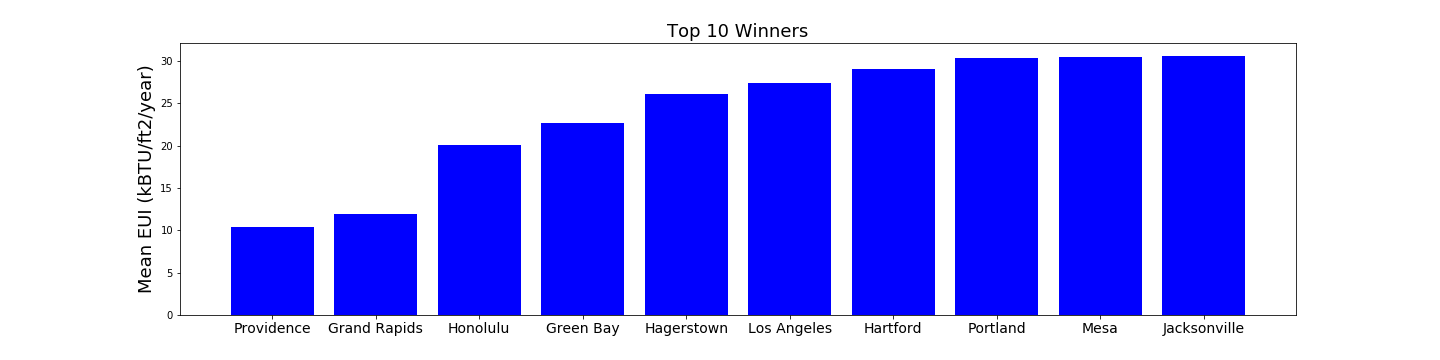 Top 10 Winners
Mean EUI (kBTU/ft2/year)
30
25
20
15
10
5
0
Providence Grand Rapids Honolulu Green Bay Hagerstown Los Angeles Hartford Portland Mesa Jacksonville